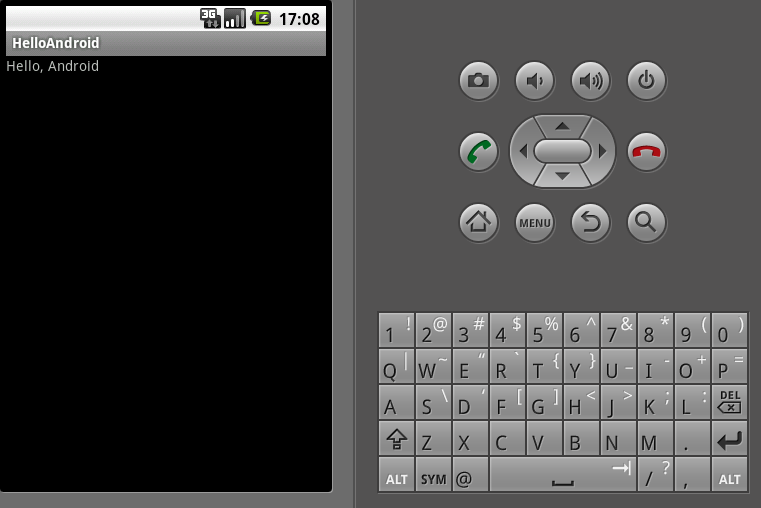 3G 17:08
HelloAndroid
Hello, Android
MENU
1 ! 2 @ 3 # 4 $ 5 % 6 ^ 7 & 8 * 9 ( 0 )
Q | W ~ E “ R ` T { Y } U _ I - O + P =
A S \ D ‘ F [ G ] H < J > K ; L : DEL
Z X C V B N M .
ALT SYM @ / ? , ALT